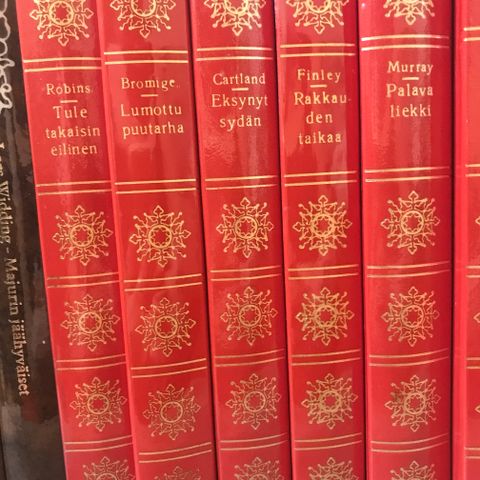 Widding - Majurin jäähyväiset
Robins
Tule
takaisin
eilinen
Bromige
Lumottu
puutarha
Cartland
Eksynyt
sydän
Finley
Rakkau-
den
taikaa
Murray
Palava
liekki